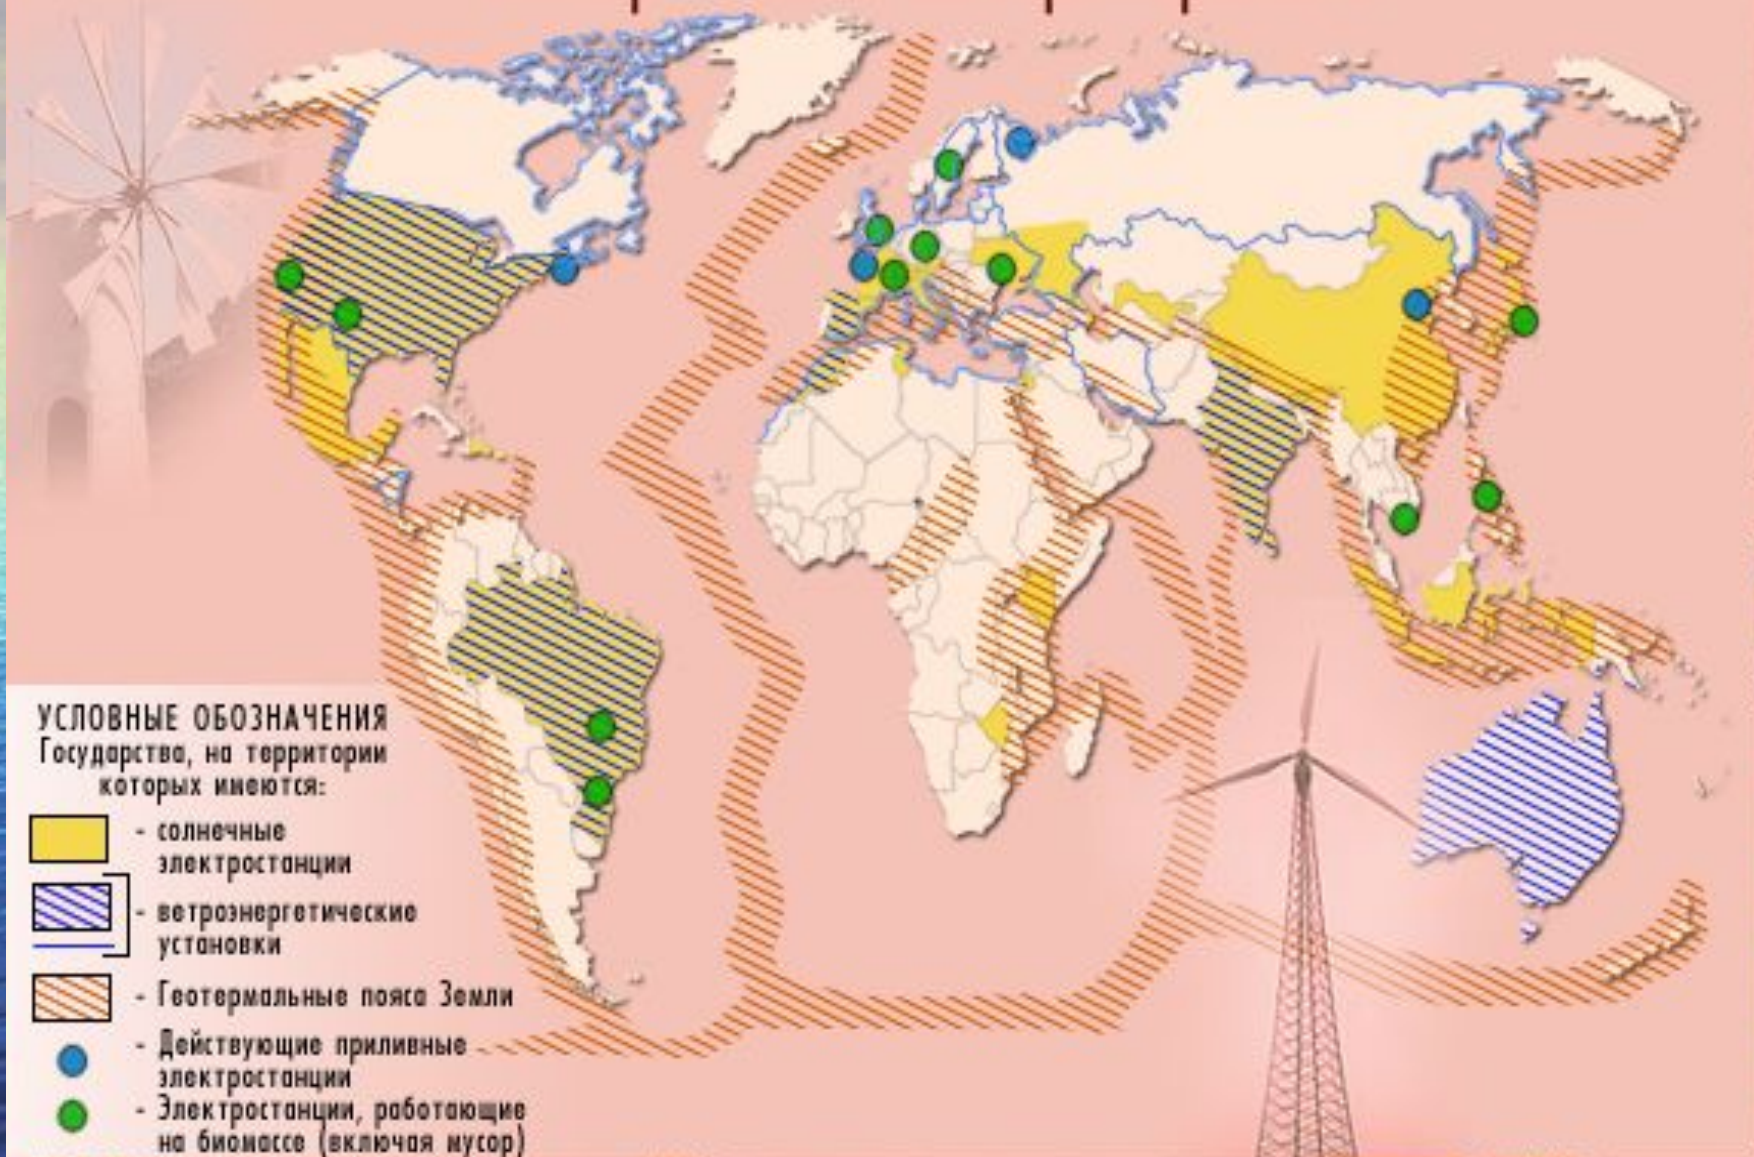 УСЛОВНЫЕ ОБОЗНАЧЕНИЯ
Государства, на территории
которых имеются:
- солнечные
электростанции
- ветроэнергетические
установки
- Геотермальные пояса Земли
- Действующие приливные
электростанции
- Электростанции, работающие
на биомассе (включая мусор)